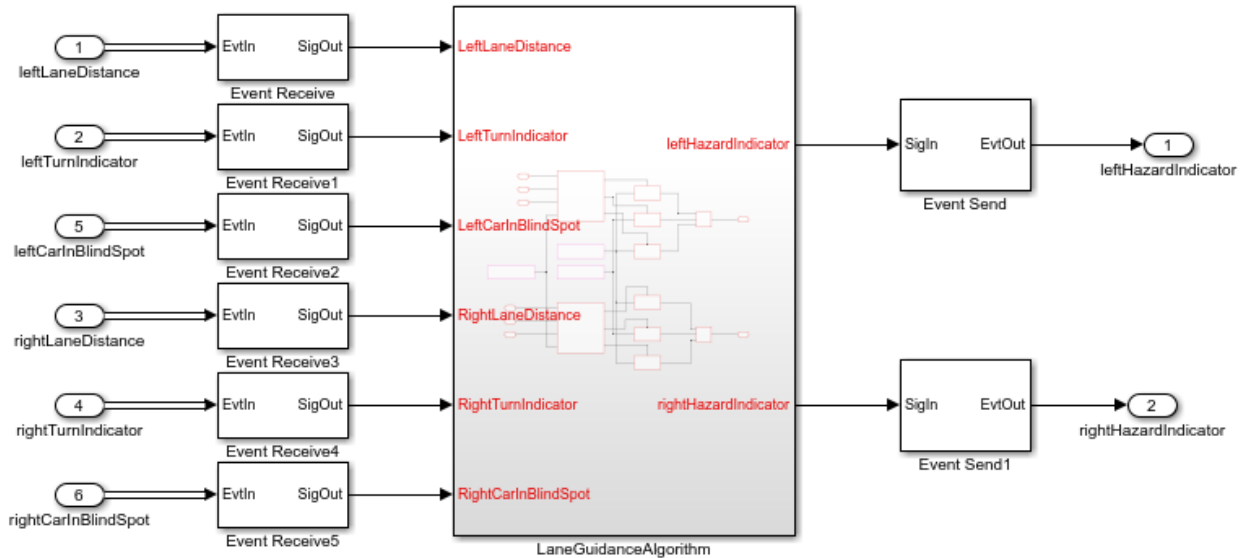 1
leftLaneDistance
EvtIn SigOut
Event Receive
LeftLaneDistance
2
leftTurnIndicator
EvtIn SigOut
Event Receive1
LeftTurnIndicator
5
leftCarInBlindSpot
EvtIn SigOut
Event Receive2
LeftCarInBlindSpot
3
rightLaneDistance
EvtIn SigOut
Event Receive3
RightLaneDistance
4
rightTurnIndicator
EvtIn SigOut
Event Receive4
RightTurnIndicator
6
rightCarInBlindSpot
EvtIn SigOut
Event Receive5
RightCarInBlindSpot
leftHazardIndicator
rightHazardIndicator
LaneGuidanceAlgorithm
SigIn EvtOut
Event Send
1
leftHazardIndicator
SigIn EvtOut
Event Send1
2
rightHazardIndicator